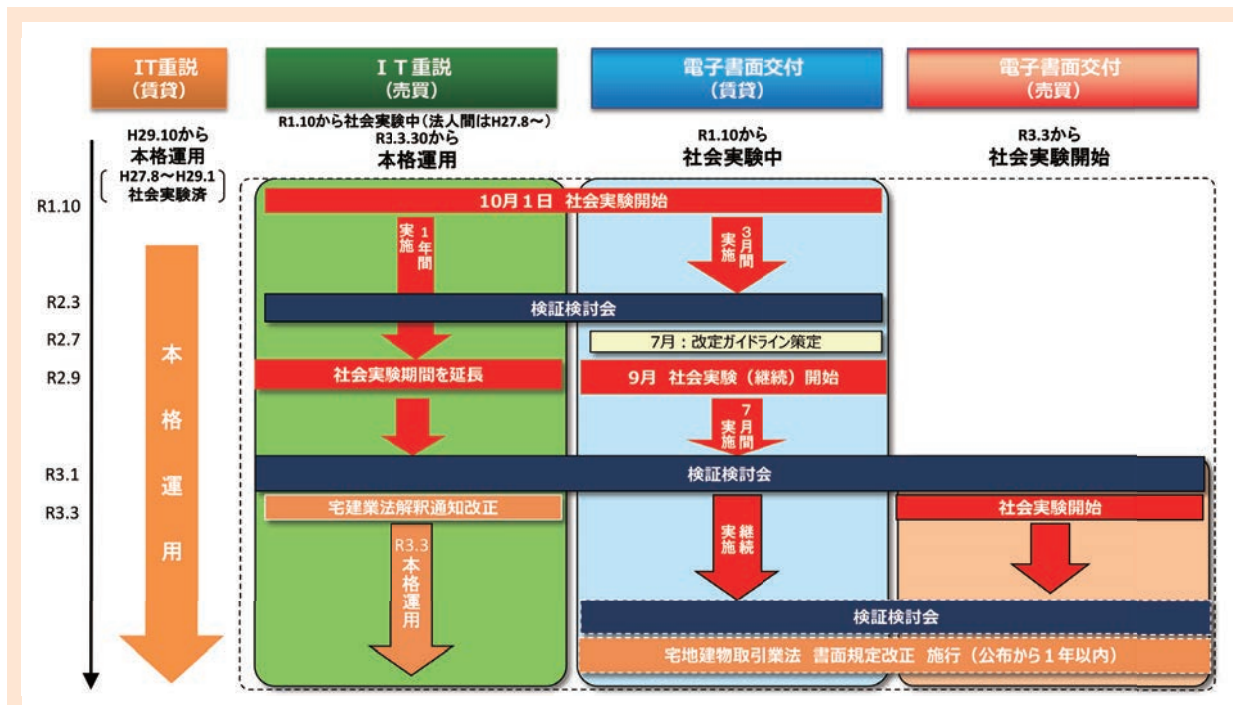 IT重説
(賃貸)
ＩＴ重説
(売買)
電子書面交付
(賃貸)
電子書面交付
(売買)
H29.10から
本格運用
H27.8～H29.1
社会実験済
R1.10から社会実験中(法人間はH27.8～)
R3.3.30から
本格運用
R1.10から
社会実験中
R3.3から
社会実験開始
R1.10
10月１日 社会実験開始
１年間
実施
３月間
実施
R2.3
検証検討会
R2.7
7月：改定ガイドライン策定
R2.9
社会実験期間を延長
9月 社会実験（継続）開始
７月間
実施
本格運用
R3.1
検証検討会
R3.3
宅建業法解釈通知改正
社会実験開始
R3.3
本格運用
継続
実施
検証検討会
宅地建物取引業法 書面規定改正 施行（公布から１年以内）